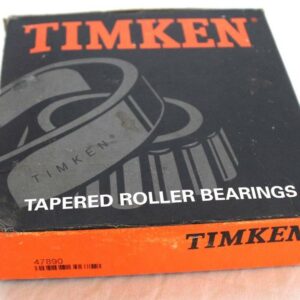 TIMKEN
TIMKEN
TAPERED ROLLER BEARINGS
47890
TIMKEN